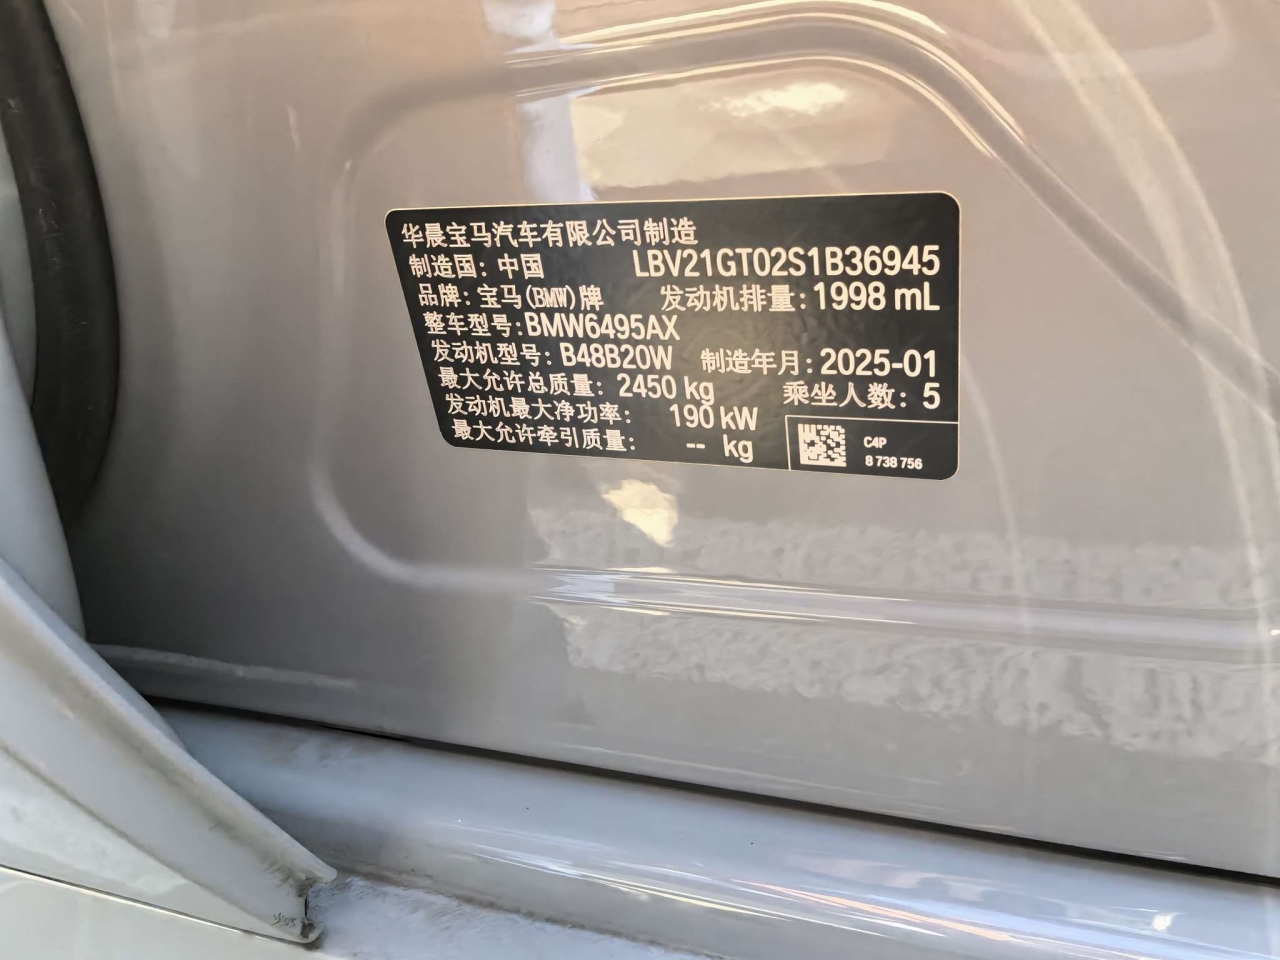 华晨宝马汽车有限公司制造
制造国：中国 LBV21GT02S1B36945
品牌：宝马(BMW)牌 发动机排量：1998 mL
整车型号：BMW6495AX
发动机型号：B48B20W 制造年月：2025-01
最大允许总质量：2450 kg 乘坐人数：5
发动机最大净功率：190 kW
最大允许牵引质量：-- kg
C4P
8 738 756